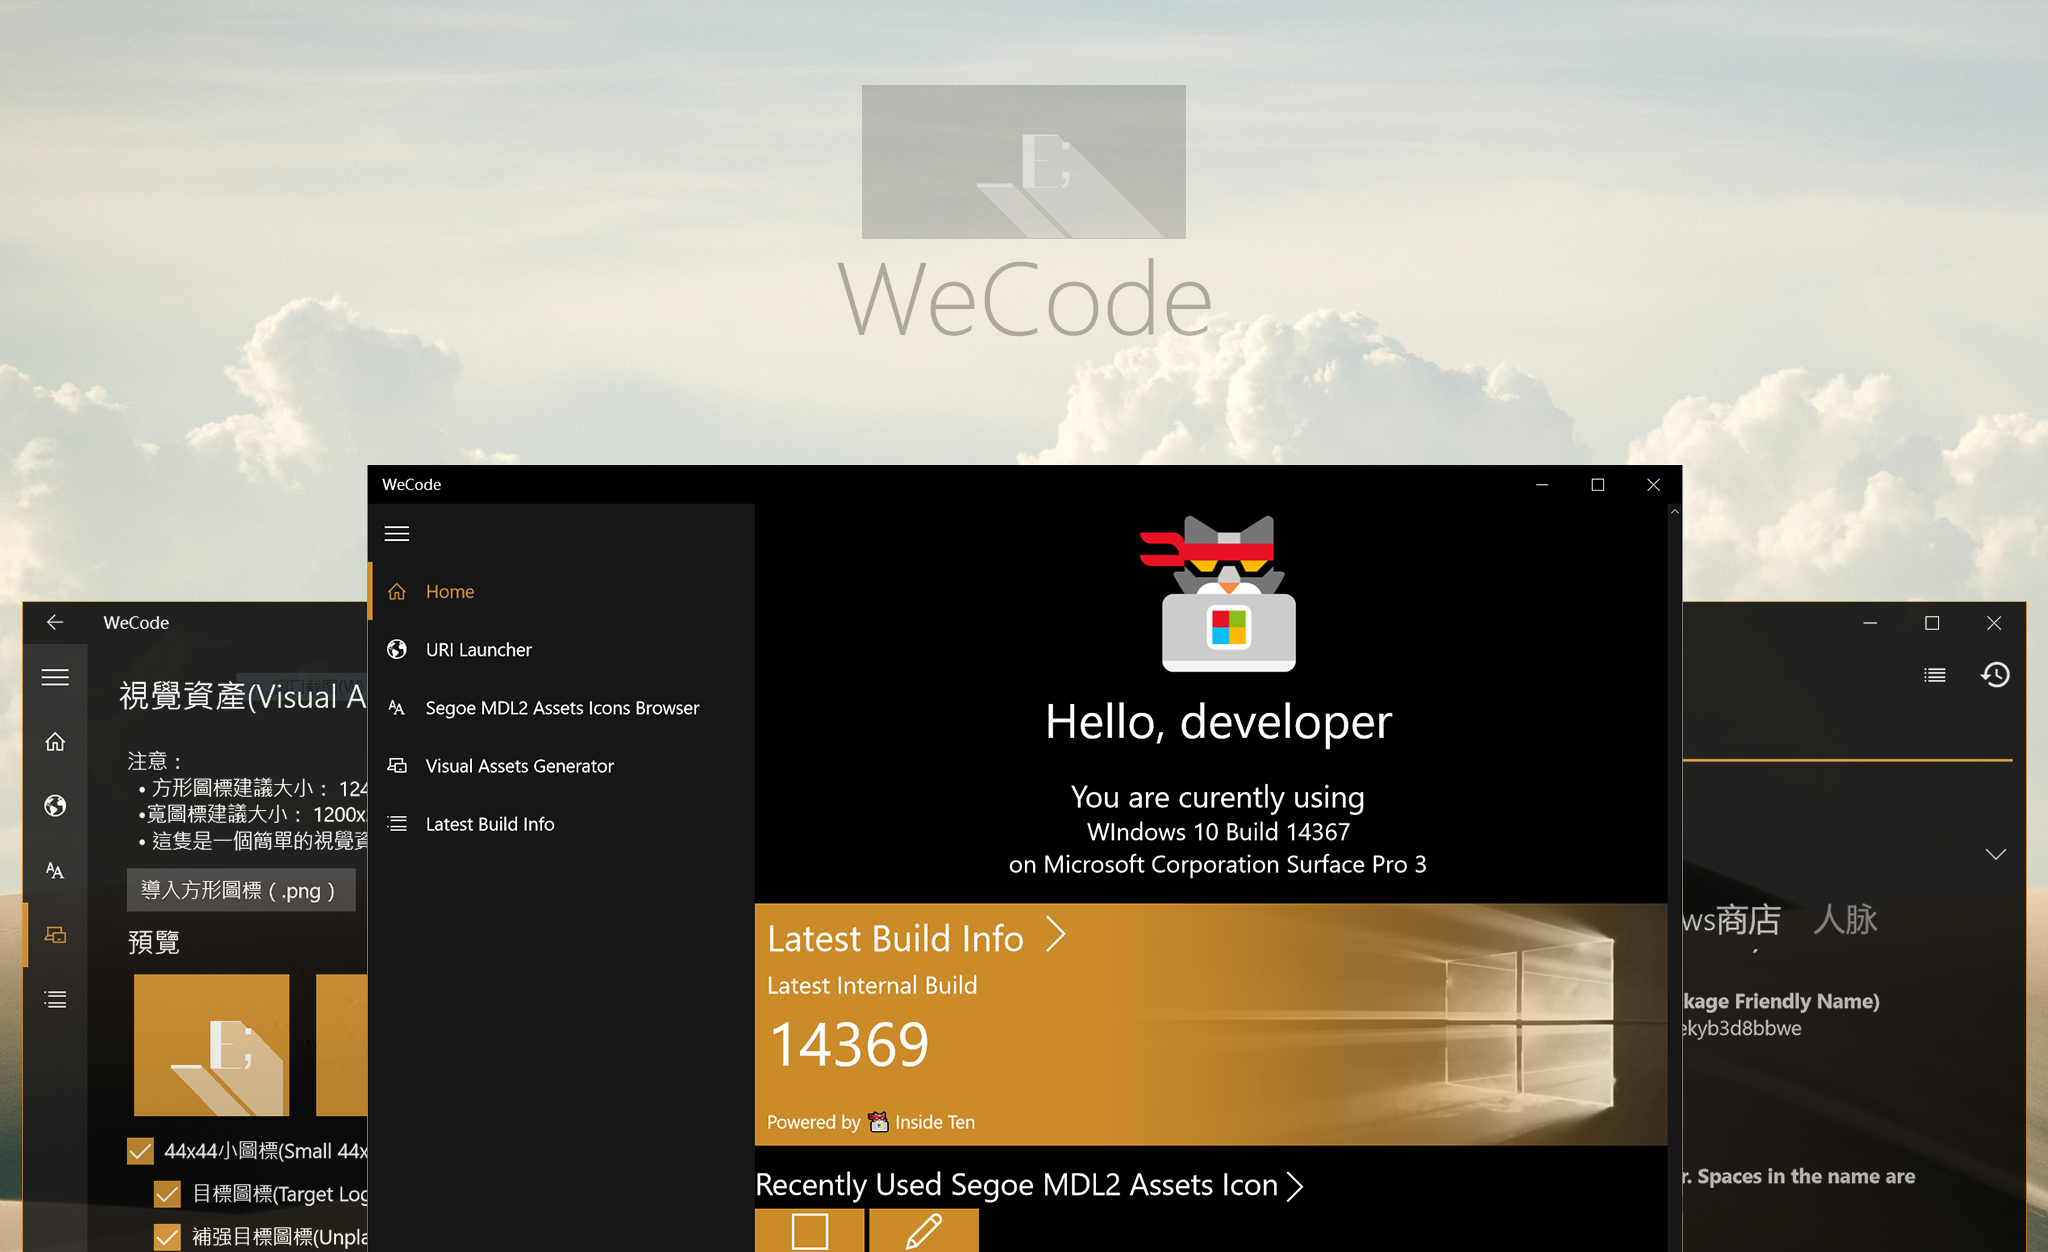 E;
WeCode
WeCode
Home
URI Launcher
Segoe MDL2 Assets Icons Browser
Visual Assets Generator
Latest Build Info
Hello, developer
You are curently using
WIndows 10 Build 14367
on Microsoft Corporation Surface Pro 3
Latest Build Info
Latest Internal Build
14369
Powered by Inside Ten
Recently Used Segoe MDL2 Assets Icon
WeCode
視覺資產(Visual A
注意：
• 方形圖標建議大小： 124
•寬圖標建議大小： 1200x
• 這隻是一個簡單的視覺資
導入方形圖標（.png）
預覽
E;
44x44小圖標(Small 44x
目標圖標(Target Log
補强目標圖標(Unpla
ws商店 人脉
kage Friendly Name)
ekyb3d8bbwe
r. Spaces in the name are